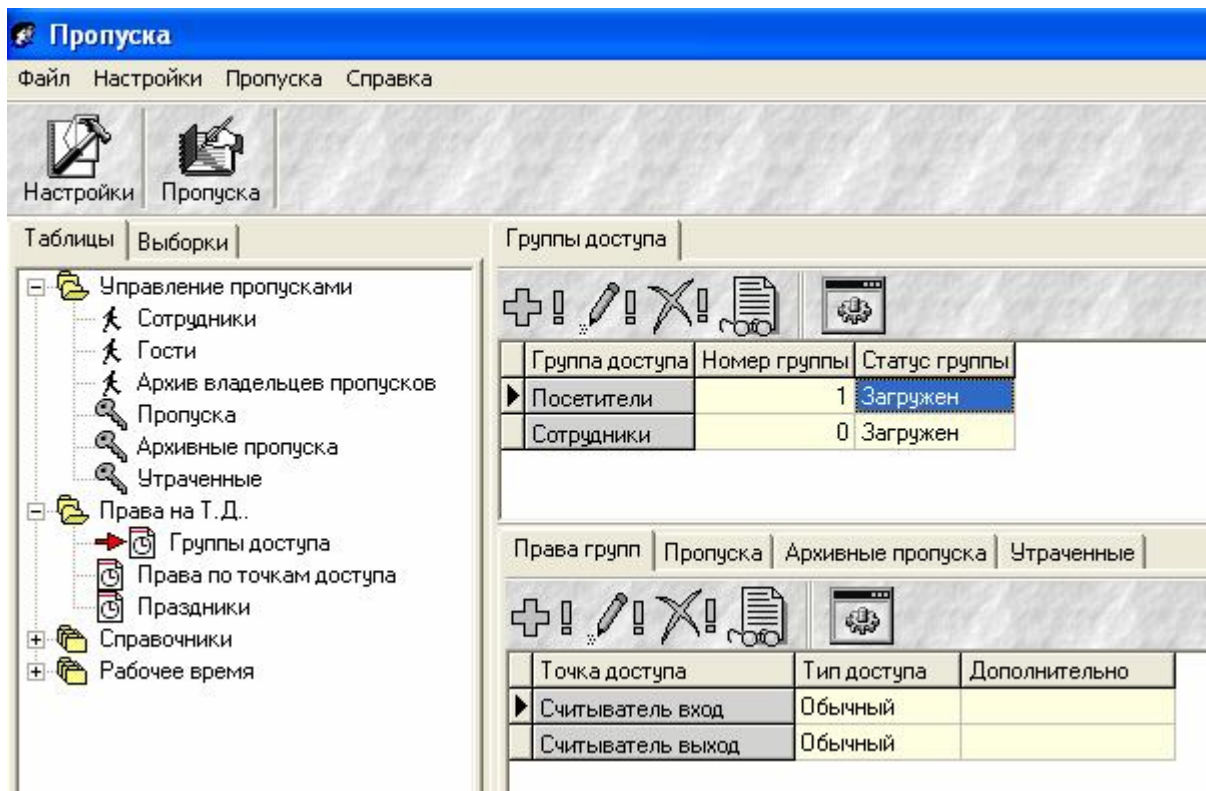 Пропуска
Файл Настройки Пропуска Справка
Настройки Пропуска
Таблицы Выборки
Управление пропусками
Сотрудники
Гости
Архив владельцев пропусков
Пропуска
Архивные пропуска
Утраченные
Права на Т.Д..
Группы доступа
Права по точкам доступа
Праздники
Справочники
Рабочее время
Группы доступа
Группа доступа Номер группы Статус группы
Посетители 1 Загружен
Сотрудники 0 Загружен
Права групп Пропуска Архивные пропуска Утраченные
Точка доступа Тип доступа Дополнительно
Считыватель вход Обычный
Считыватель выход Обычный